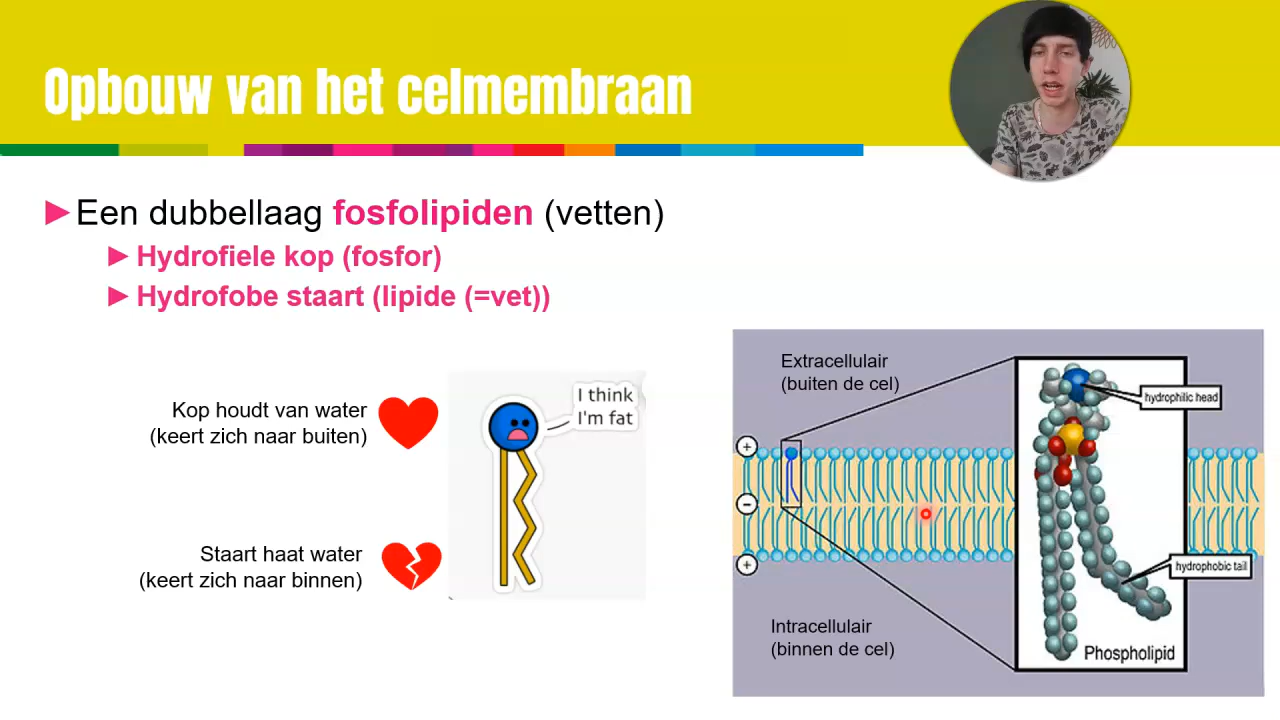 Opbouw van het celmembraan
►Een dubbellaag fosfolipiden (vetten)
►Hydrofiele kop (fosfor)
►Hydrofobe staart (lipide (=vet))
Kop houdt van water
(keert zich naar buiten)
Staart haat water
(keert zich naar binnen)
I think
I'm fat
Extracellulair
(buiten de cel)
+
−
+
Intracellulair
(binnen de cel)
hydrophilic head
hydrophobic tail
Phospholipid